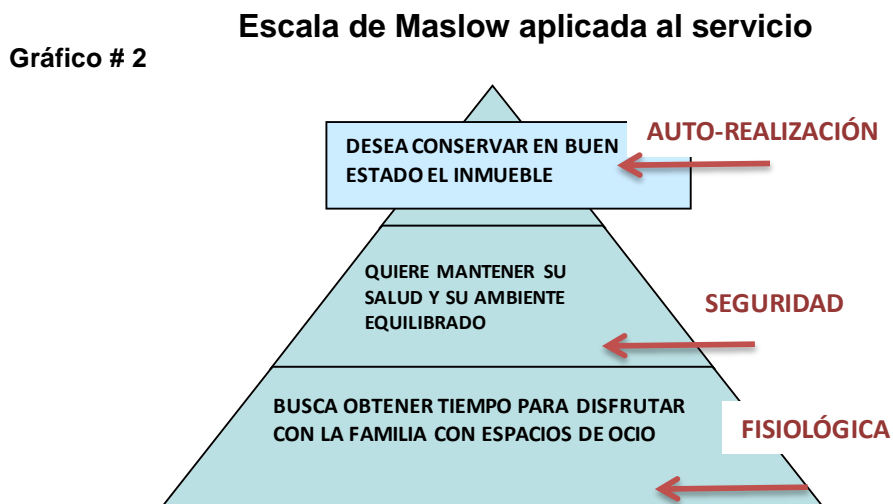 Escala de Maslow aplicada al servicio
Gráfico # 2
AUTO-REALIZACIÓN
DESEA CONSERVAR EN BUEN
ESTADO EL INMUEBLE
QUIERE MANTENER SU
SALUD Y SU AMBIENTE
EQUILIBRADO
SEGURIDAD
BUSCA OBTENER TIEMPO PARA DISFRUTAR
CON LA FAMILIA CON ESPACIOS DE OCIO
FISIOLÓGICA